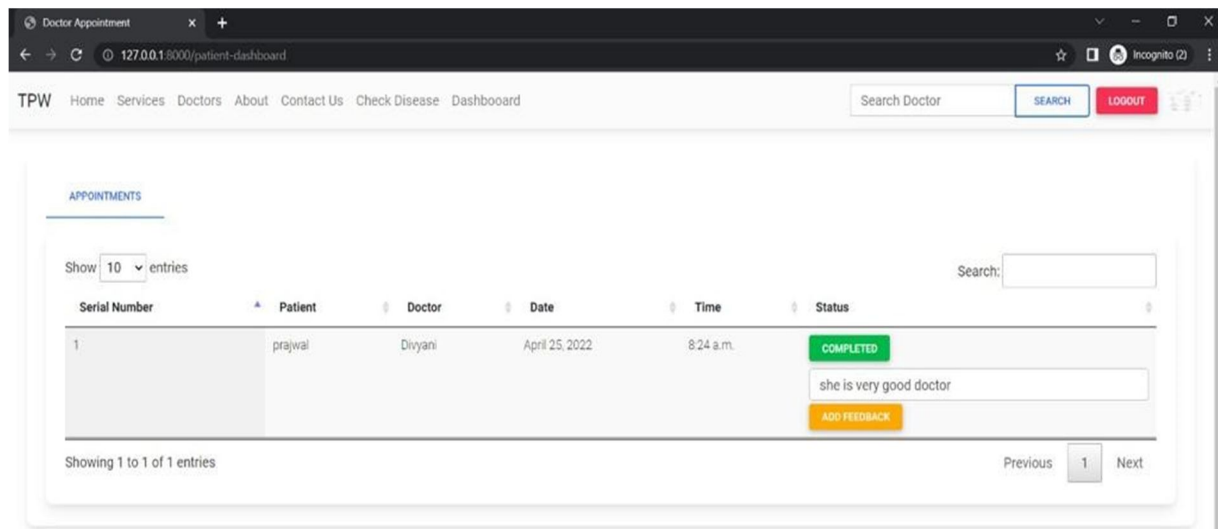 Doctor Appointment
127.0.0.1:8000/patient-dashboard
Incognito (2)
TPW Home Services Doctors About Contact Us Check Disease Dashbooard Search Doctor SEARCH LOGOUT
APPOINTMENTS
Show 10 entries Search:
Serial Number Patient Doctor Date Time Status
1 prajwal Divyani April 25, 2022 8:24 a.m. COMPLETED
she is very good doctor
ADD FEEDBACK
Showing 1 to 1 of 1 entries Previous 1 Next